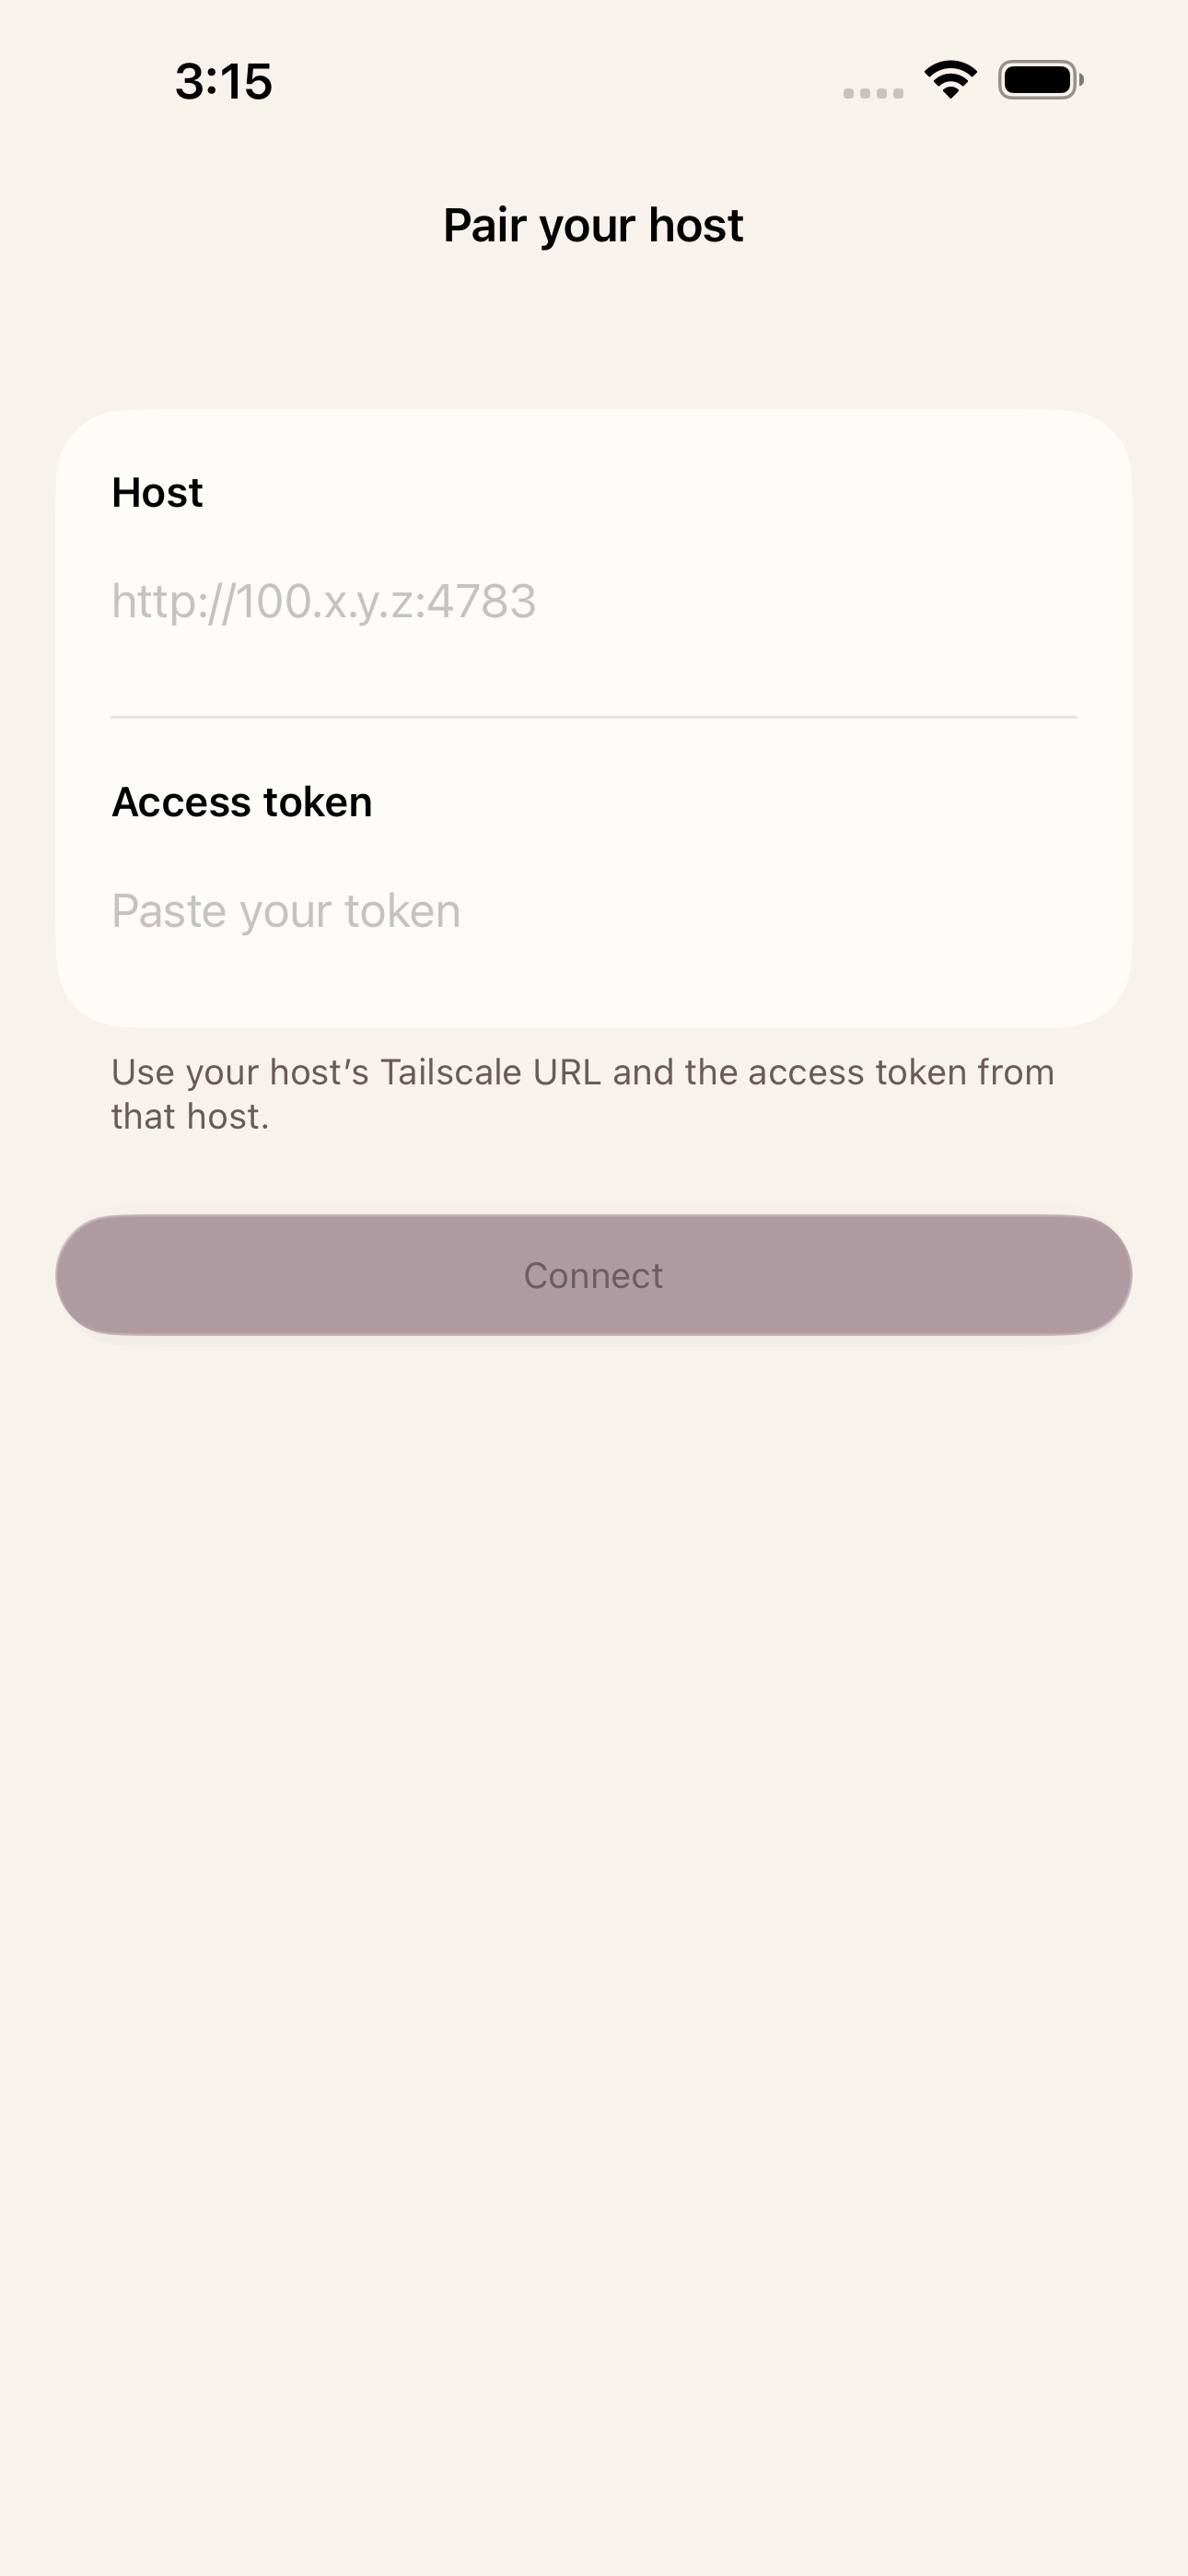 3:15
Pair your host
Host
http://100.x.y.z:4783
Access token
Paste your token
Use your host’s Tailscale URL and the access token from
that host.
Connect